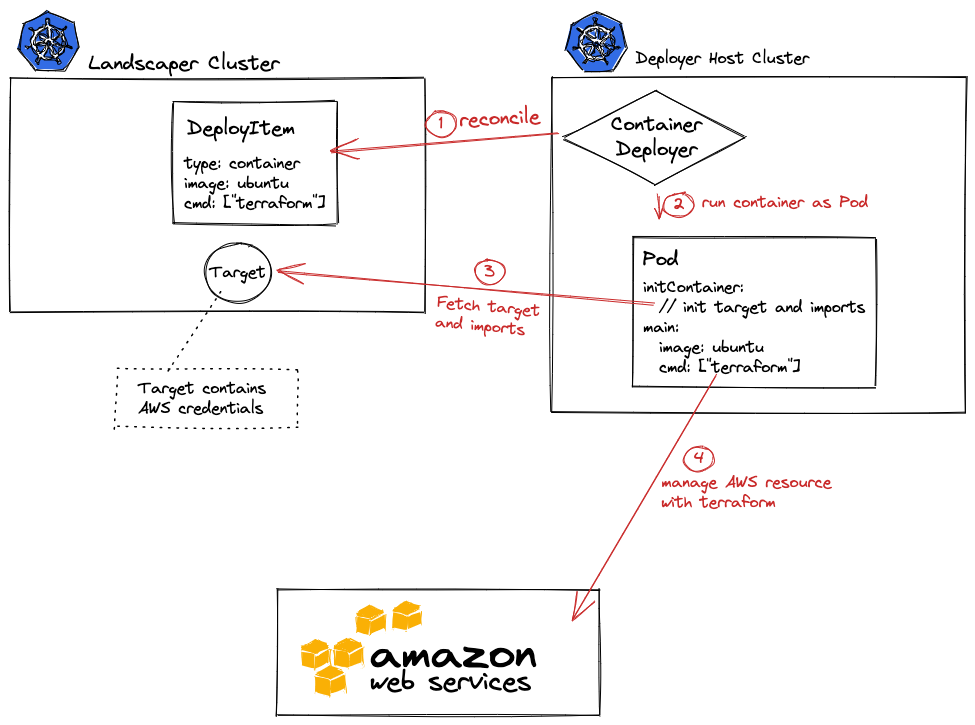 Landscaper Cluster
DeployItem
type: container
image: ubuntu
cmd: ["terraform"]
Target
Target contains
AWS credentials
1 reconcile
Deployer Host Cluster
Container
Deployer
2 run container as Pod
Pod
initContainer:
// init target and imports
main:
image: ubuntu
cmd: ["terraform"]
3
Fetch target
and imports
4
manage AWS resource
with terraform
amazon
web services